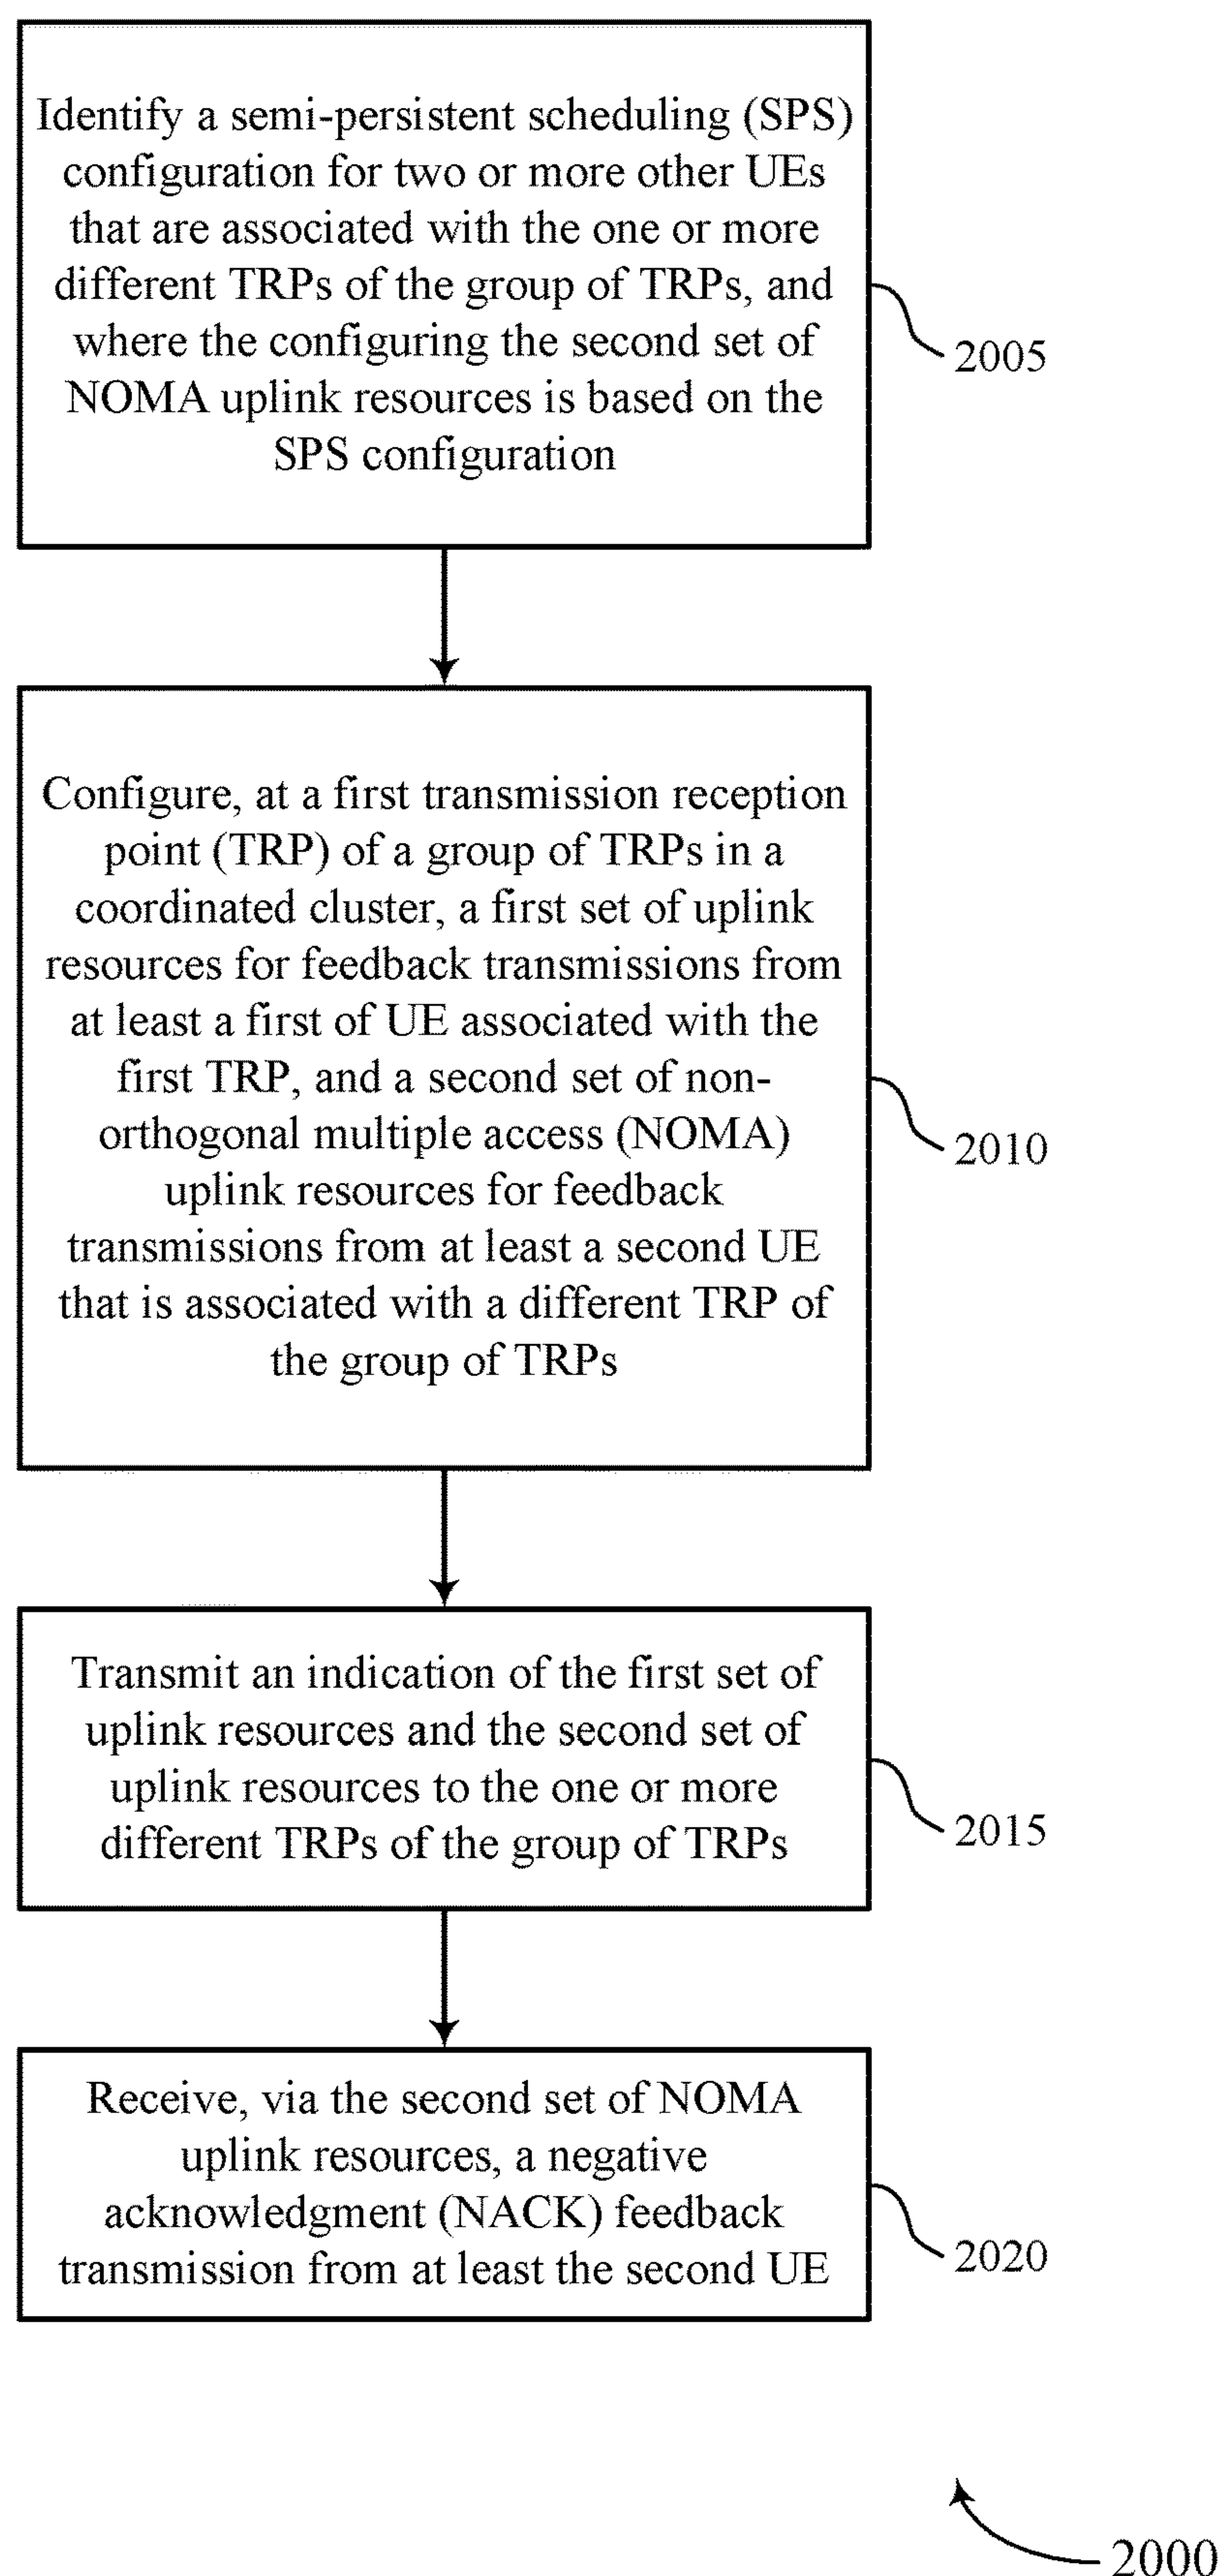 Identify a semi-persistent scheduling (SPS)
configuration for two or more other UEs
that are associated with the one or more
different TRPs of the group of TRPs, and
where the configuring the second set of
NOMA uplink resources is based on the
SPS configuration
2005
Configure, at a first transmission reception
point (TRP) of a group of TRPs in a
coordinated cluster, a first set of uplink
resources for feedback transmissions from
at least a first of UE associated with the
first TRP, and a second set of non-
orthogonal multiple access (NOMA)
uplink resources for feedback
transmissions from at least a second UE
that is associated with a different TRP of
the group of TRPs
2010
Transmit an indication of the first set of
uplink resources and the second set of
uplink resources to the one or more
different TRPs of the group of TRPs
2015
Receive, via the second set of NOMA
uplink resources, a negative
acknowledgment (NACK) feedback
transmission from at least the second UE
2020
2000